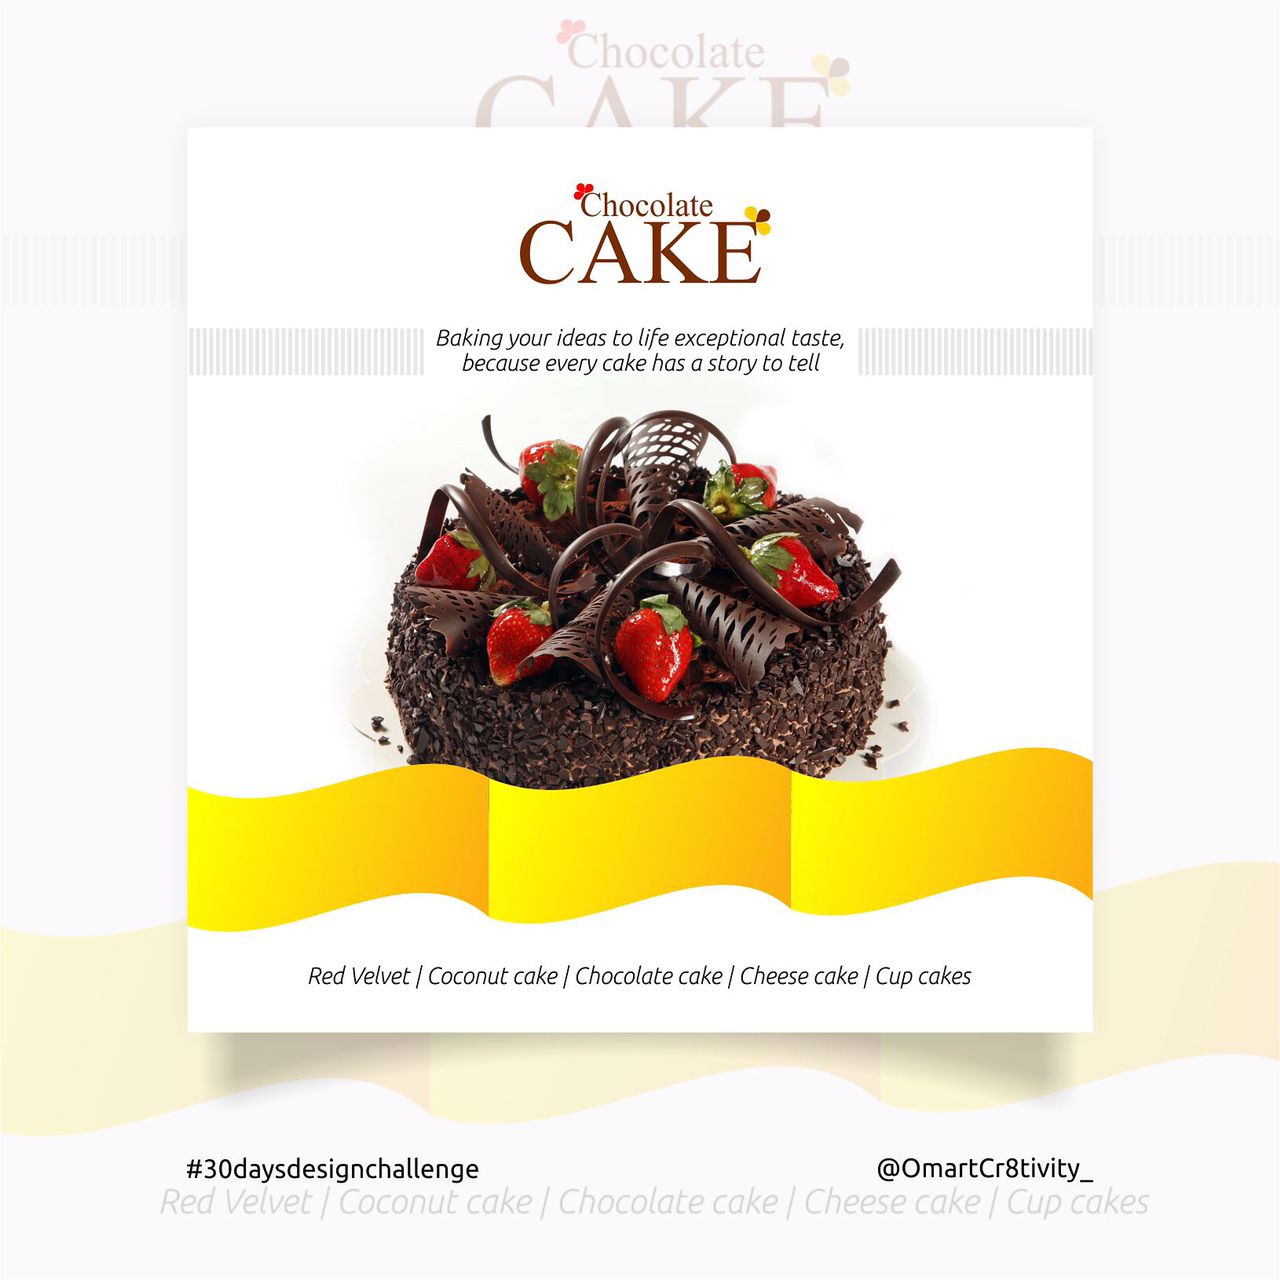 Chocolate
CAKE
Chocolate
CAKE
Baking your ideas to life exceptional taste,
because every cake has a story to tell
Red Velvet | Coconut cake | Chocolate cake | Cheese cake | Cup cakes
#30daysdesignchallenge
@OmartCr8tivity_
Red Velvet | Coconut cake | Chocolate cake | Cheese cake | Cup cakes